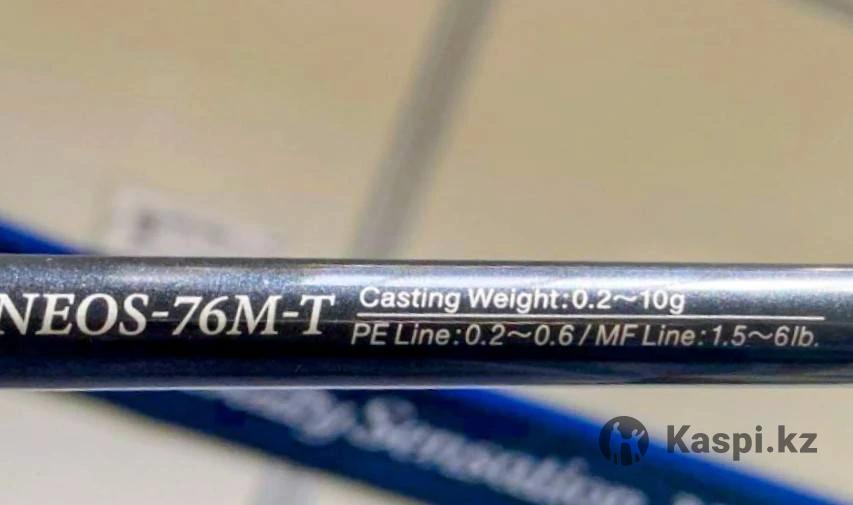 NEOS-76M-T
Casting Weight:0.2～10g
PE Line:0.2～0.6/MF Line:1.5～6lb.
Sensation
Kaspi.kz